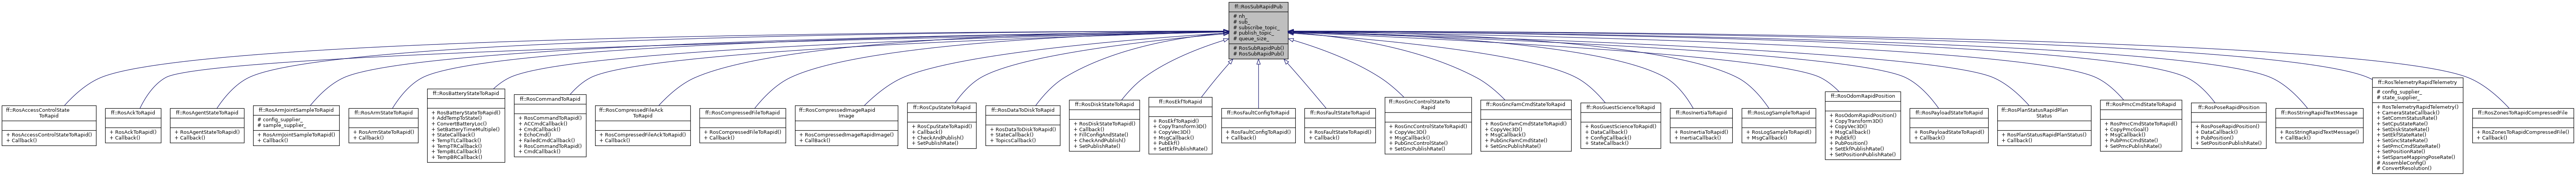 ff::RosSubRapidPub
# nh_
# sub_
# subscribe_topic_
# publish_topic_
# queue_size_
# RosSubRapidPub()
# RosSubRapidPub()
ff::RosAccessControlState
ToRapid
+ RosAccessControlStateToRapid()
+ Callback()
ff::RosAckToRapid
+ RosAckToRapid()
+ Callback()
ff::RosAgentStateToRapid
+ RosAgentStateToRapid()
+ Callback()
ff::RosArmJointSampleToRapid
# config_supplier_
# sample_supplier_
+ RosArmJointSampleToRapid()
+ Callback()
ff::RosArmStateToRapid
+ RosArmStateToRapid()
+ Callback()
ff::RosBatteryStateToRapid
+ RosBatteryStateToRapid()
+ AddTempToState()
+ ConvertBatteryLoc()
+ SetBatteryTimeMultiple()
+ StateCallback()
+ TempTLCallback()
+ TempTRCallback()
+ TempBLCallback()
+ TempBRCallback()
ff::RosCommandToRapid
+ RosCommandToRapid()
+ ACCmdCallback()
+ CmdCallback()
+ EchoCmd()
+ FailedCmdCallback()
+ RosCommandToRapid()
+ CmdCallback()
ff::RosCompressedFileAck
ToRapid
+ RosCompressedFileAckToRapid()
+ Callback()
ff::RosCompressedFileToRapid
+ RosCompressedFileToRapid()
+ Callback()
ff::RosCompressedImageRapid
Image
+ RosCompressedImageRapidImage()
+ CallBack()
ff::RosCpuStateToRapid
+ RosCpuStateToRapid()
+ Callback()
+ CheckAndPublish()
+ SetPublishRate()
ff::RosDataToDiskToRapid
+ RosDataToDiskToRapid()
+ StateCallback()
+ TopicsCallback()
ff::RosDiskStateToRapid
+ RosDiskStateToRapid()
+ Callback()
+ FillConfigAndState()
+ CheckAndPublish()
+ SetPublishRate()
ff::RosEkfToRapid
+ RosEkfToRapid()
+ CopyTransform3D()
+ CopyVec3D()
+ MsgCallback()
+ PubEkf()
+ SetEkfPublishRate()
ff::RosFaultConfigToRapid
+ RosFaultConfigToRapid()
+ Callback()
ff::RosFaultStateToRapid
+ RosFaultStateToRapid()
+ Callback()
ff::RosGncControlStateTo
Rapid
+ RosGncControlStateToRapid()
+ CopyVec3D()
+ MsgCallback()
+ PubGncControlState()
+ SetGncPublishRate()
ff::RosGncFamCmdStateToRapid
+ RosGncFamCmdStateToRapid()
+ CopyVec3D()
+ MsgCallback()
+ PubGncFamCmdState()
+ SetGncPublishRate()
ff::RosGuestScienceToRapid
+ RosGuestScienceToRapid()
+ DataCallback()
+ ConfigCallback()
+ StateCallback()
ff::RosInertiaToRapid
+ RosInertiaToRapid()
+ InertiaCallback()
ff::RosLogSampleToRapid
+ RosLogSampleToRapid()
+ MsgCallback()
ff::RosOdomRapidPosition
+ RosOdomRapidPosition()
+ CopyTransform3D()
+ CopyVec3D()
+ MsgCallback()
+ PubEkf()
+ PubPosition()
+ SetEkfPublishRate()
+ SetPositionPublishRate()
ff::RosPayloadStateToRapid
+ RosPayloadStateToRapid()
+ Callback()
ff::RosPlanStatusRapidPlan
Status
+ RosPlanStatusRapidPlanStatus()
+ Callback()
ff::RosPmcCmdStateToRapid
+ RosPmcCmdStateToRapid()
+ CopyPmcGoal()
+ MsgCallback()
+ PubPmcCmdState()
+ SetPmcPublishRate()
ff::RosPoseRapidPosition
+ RosPoseRapidPosition()
+ DataCallback()
+ PubPosition()
+ SetPositionPublishRate()
ff::RosStringRapidTextMessage
+ RosStringRapidTextMessage()
+ Callback()
ff::RosTelemetryRapidTelemetry
# config_supplier_
# state_supplier_
+ RosTelemetryRapidTelemetry()
+ CameraStateCallback()
+ SetCommStatusRate()
+ SetCpuStateRate()
+ SetDiskStateRate()
+ SetEkfStateRate()
+ SetGncStateRate()
+ SetPmcCmdStateRate()
+ SetPositionRate()
+ SetSparseMappingPoseRate()
# AssembleConfig()
# ConvertResolution()
ff::RosZonesToRapidCompressedFile
+ RosZonesToRapidCompressedFile()
+ Callback()